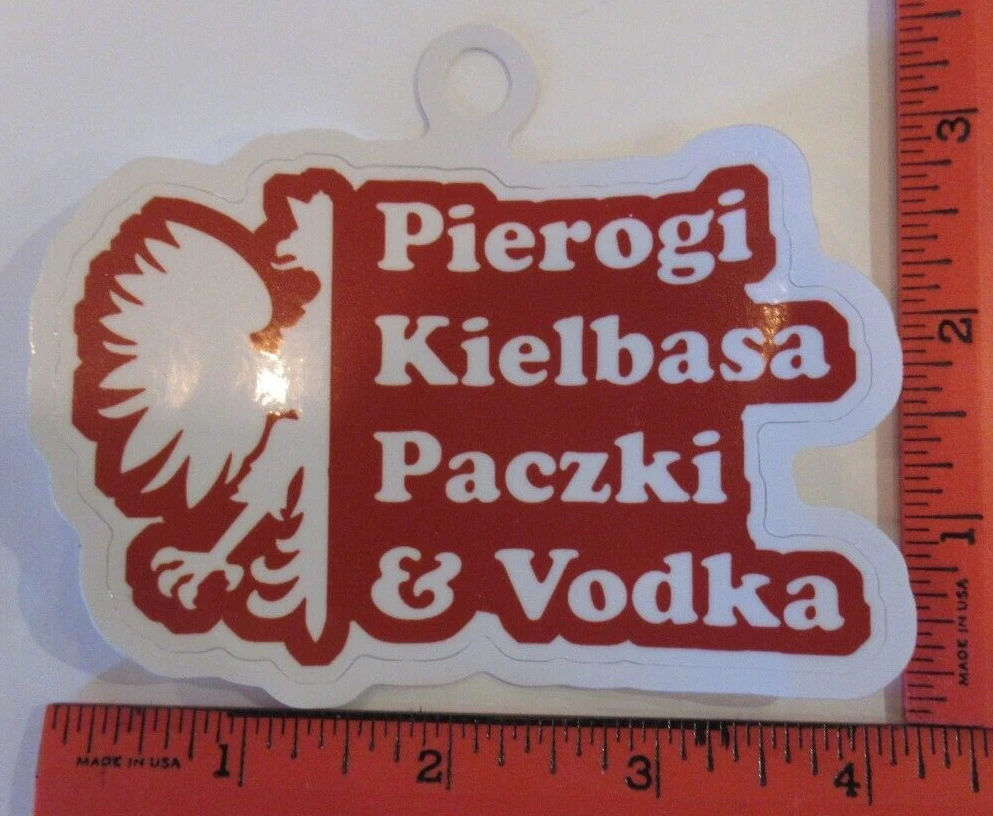 Pierogi
Kielbasa
Paczki
& Vodka
3
2
1
MADE IN USA
MADE IN USA
1
2
3
4